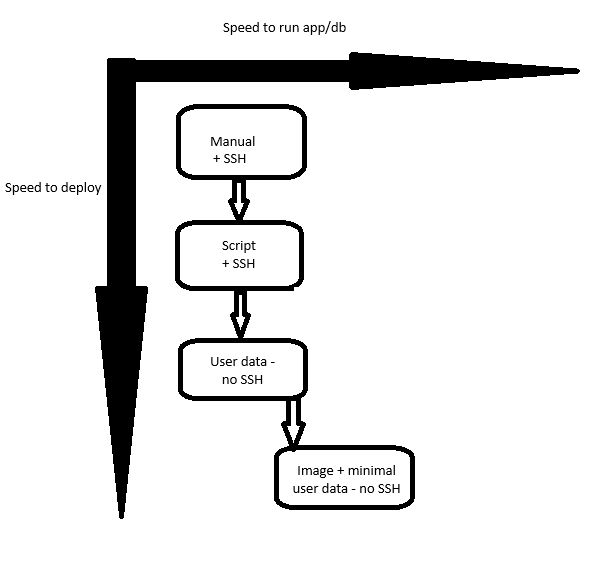 Speed to run app/db
Manual
+ SSH
Speed to deploy
Script
+ SSH
User data -
no SSH
Image + minimal
user data - no SSH